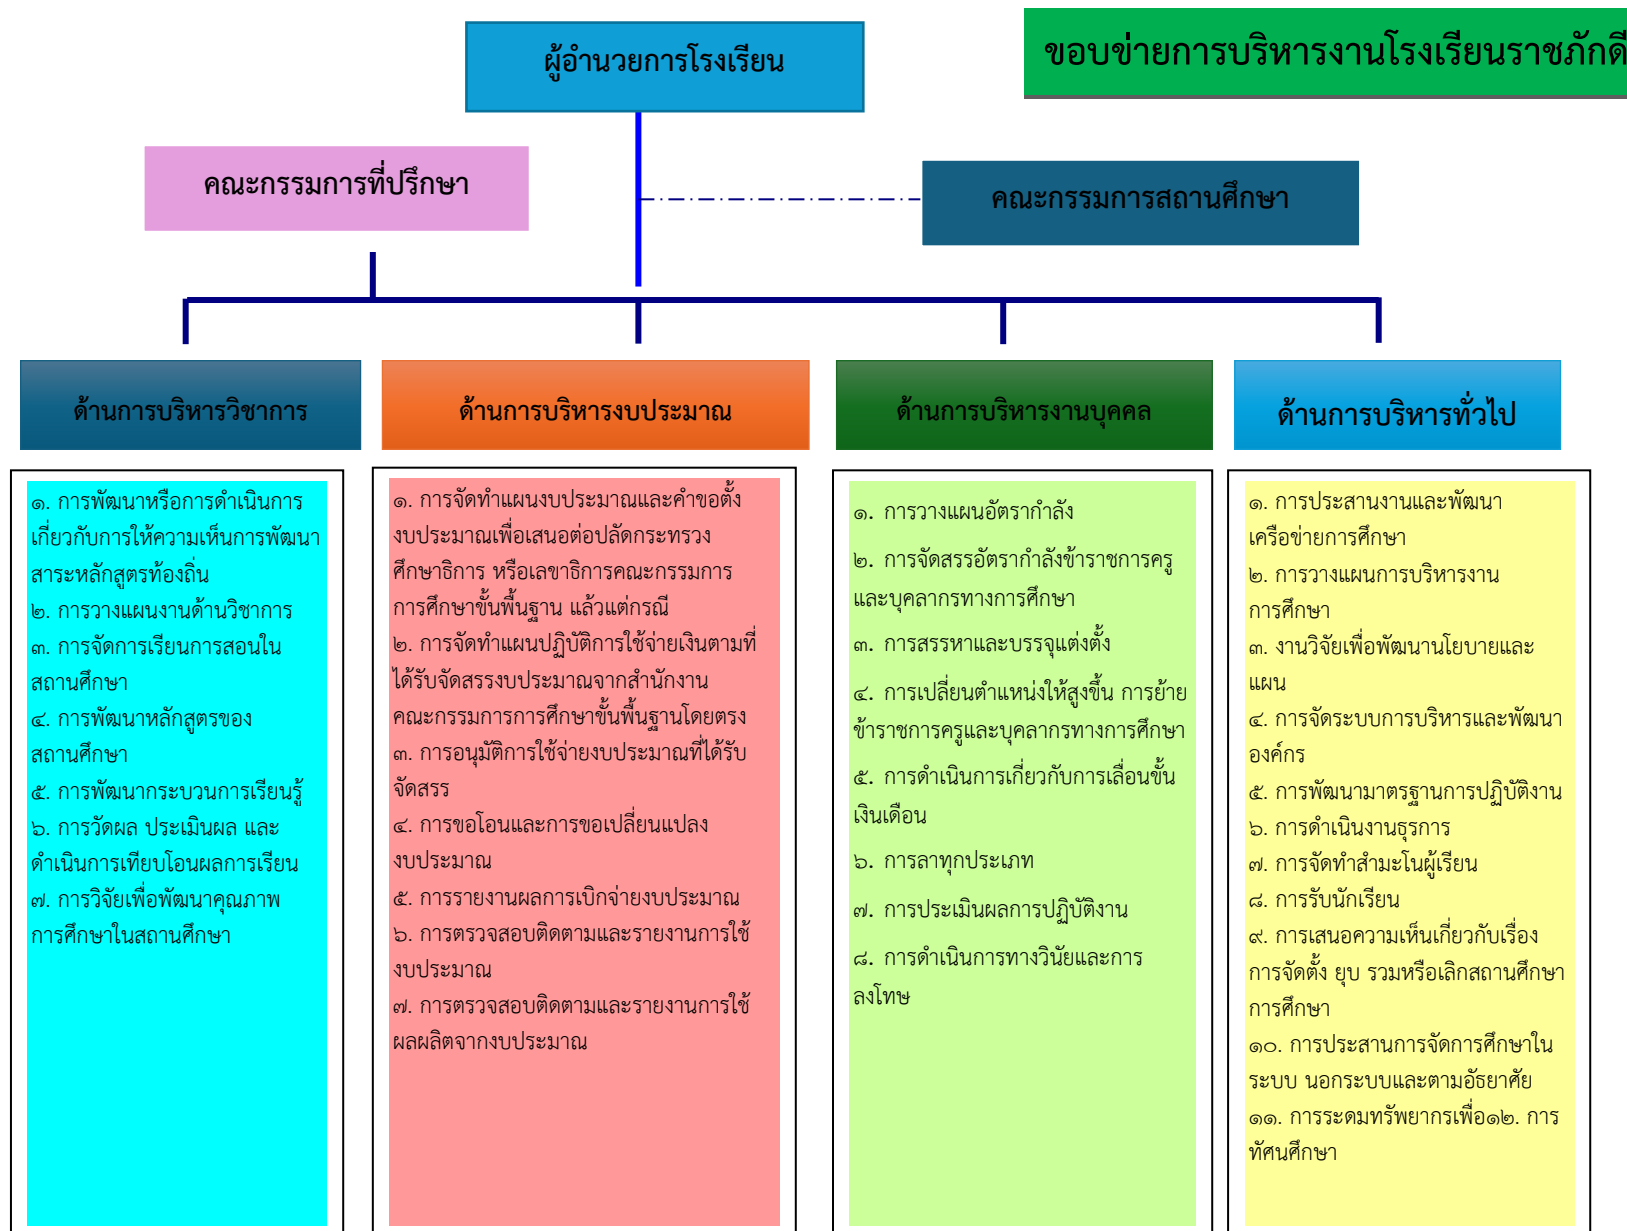 ผู้อำนวยการโรงเรียน
ขอบข่ายการบริหารงานโรงเรียนราชภักดี
คณะกรรมการที่ปรึกษา
คณะกรรมการสถานศึกษา
ด้านการบริหารวิชาการ
๑. การพัฒนาหรือการดำเนินการ
เกี่ยวกับการให้ความเห็นการพัฒนา
สาระหลักสูตรท้องถิ่น
๒. การวางแผนงานด้านวิชาการ
๓. การจัดการเรียนการสอนใน
สถานศึกษา
๔. การพัฒนาหลักสูตรของ
สถานศึกษา
๕. การพัฒนากระบวนการเรียนรู้
๖. การวัดผล ประเมินผล และ
ดำเนินการเทียบโอนผลการเรียน
๗. การวิจัยเพื่อพัฒนาคุณภาพ
การศึกษาในสถานศึกษา
ด้านการบริหารงบประมาณ
๑. การจัดทำแผนงบประมาณและคำขอตั้ง
งบประมาณเพื่อเสนอต่อปลัดกระทรวง
ศึกษาธิการ หรือเลขาธิการคณะกรรมการ
การศึกษาขั้นพื้นฐาน แล้วแต่กรณี
๒. การจัดทำแผนปฏิบัติการใช้จ่ายเงินตามที่
ได้รับจัดสรรงบประมาณจากสำนักงาน
คณะกรรมการการศึกษาขั้นพื้นฐานโดยตรง
๓. การอนุมัติการใช้จ่ายงบประมาณที่ได้รับ
จัดสรร
๔. การขอโอนและการขอเปลี่ยนแปลง
งบประมาณ
๕. การรายงานผลการเบิกจ่ายงบประมาณ
๖. การตรวจสอบติดตามและรายงานการใช้
งบประมาณ
๗. การตรวจสอบติดตามและรายงานการใช้
ผลผลิตจากงบประมาณ
ด้านการบริหารงานบุคคล
๑. การวางแผนอัตรากำลัง
๒. การจัดสรรอัตรากำลังข้าราชการครู
และบุคลากรทางการศึกษา
๓. การสรรหาและบรรจุแต่งตั้ง
๔. การเปลี่ยนตำแหน่งให้สูงขึ้น การย้าย
ข้าราชการครูและบุคลากรทางการศึกษา
๕. การดำเนินการเกี่ยวกับการเลื่อนขั้น
เงินเดือน
๖. การลาทุกประเภท
๗. การประเมินผลการปฏิบัติงาน
๘. การดำเนินการทางวินัยและการ
ลงโทษ
ด้านการบริหารทั่วไป
๑. การประสานงานและพัฒนา
เครือข่ายการศึกษา
๒. การวางแผนการบริหารงาน
การศึกษา
๓. งานวิจัยเพื่อพัฒนานโยบายและ
แผน
๔. การจัดระบบการบริหารและพัฒนา
องค์กร
๕. การพัฒนามาตรฐานการปฏิบัติงาน
๖. การดำเนินงานธุรการ
๗. การจัดทำสำมะโนผู้เรียน
๘. การรับนักเรียน
๙. การเสนอความเห็นเกี่ยวกับเรื่อง
การจัดตั้ง ยุบ รวมหรือเลิกสถานศึกษา
การศึกษา
๑๐. การประสานการจัดการศึกษาใน
ระบบ นอกระบบและตามอัธยาศัย
๑๑. การระดมทรัพยากรเพื่อ๑๒. การ
ทัศนศึกษา